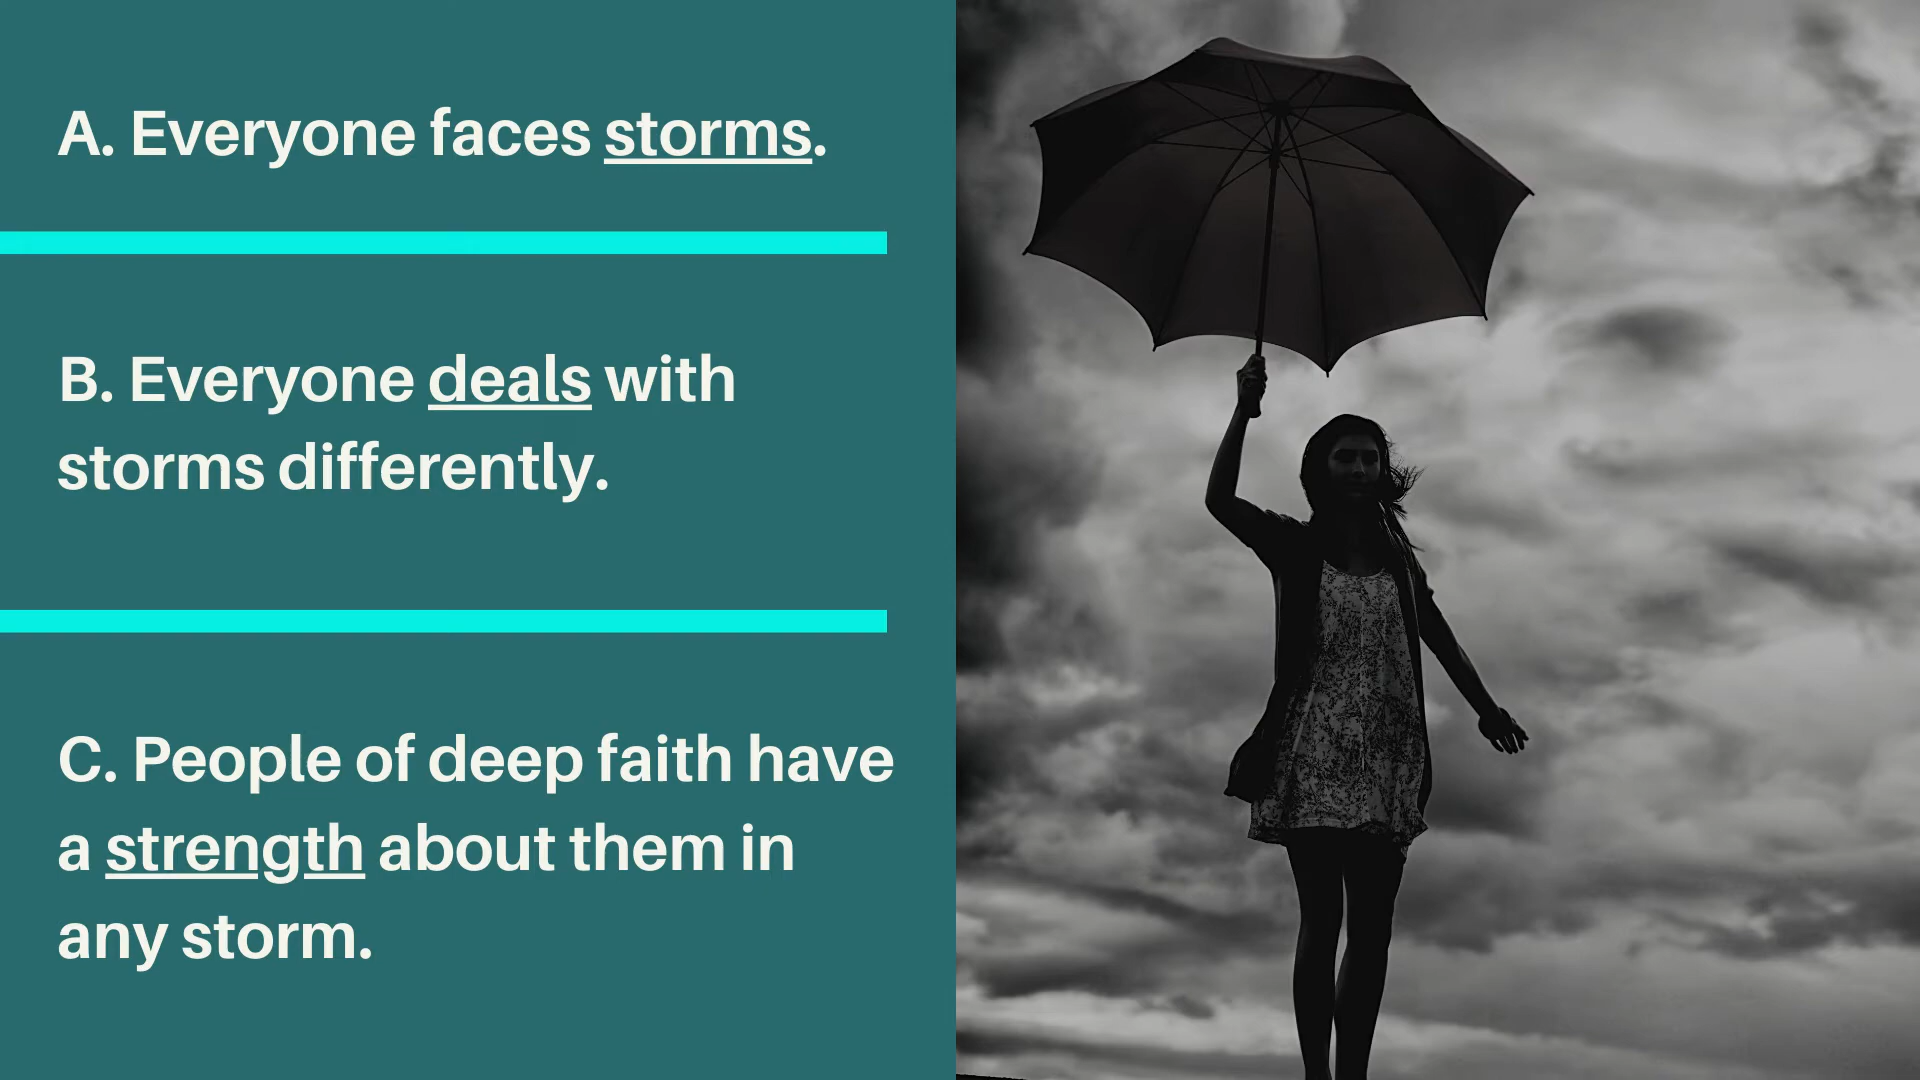 A. Everyone faces storms.
B. Everyone deals with
storms differently.
C. People of deep faith have
a strength about them in
any storm.